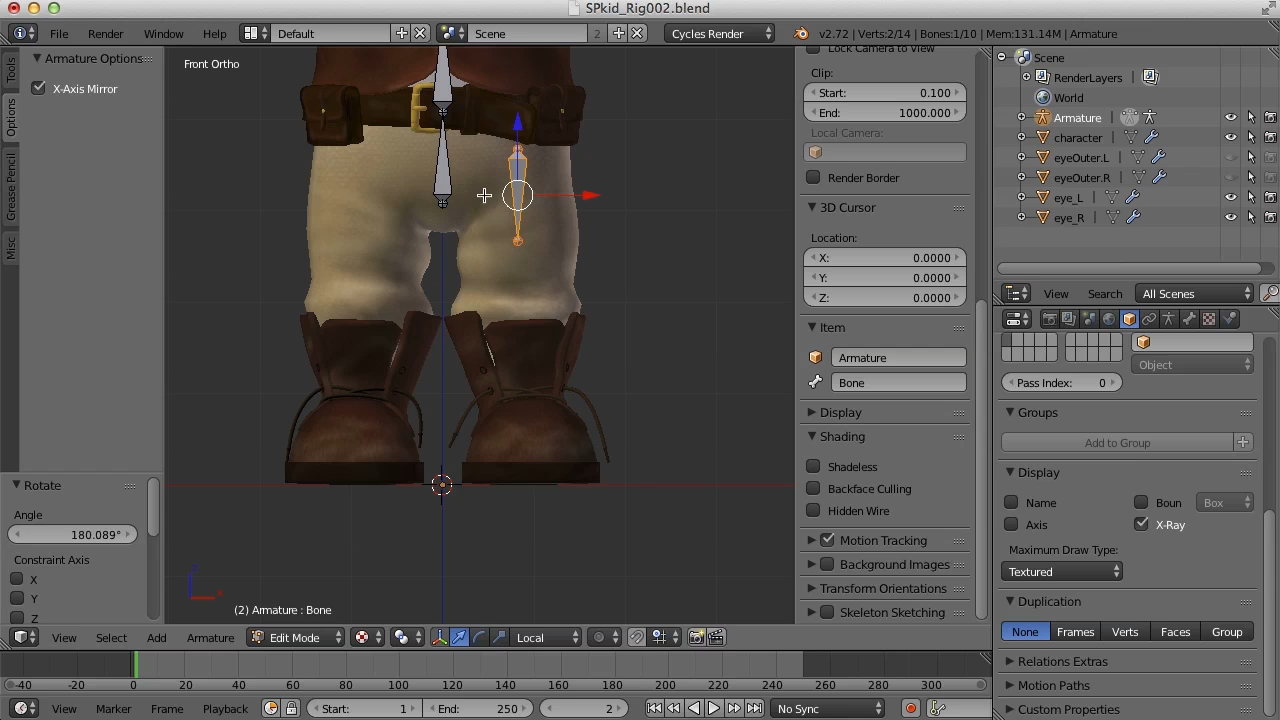 SPkid_Rig002.blend
File Render Window Help Default Scene 2 Cycles Render v2.72 | Verts:2/14 | Bones:1/10 | Mem:131.14M | Armature
Tools
Options
Grease Pencil
Misc
Armature Options
X-Axis Mirror
Rotate
Angle
180.089°
Constraint Axis
X
Y
Z
Front Ortho
(2) Armature : Bone
Lock Camera to View
Clip:
Start: 0.100
End: 1000.000
Local Camera:
Render Border
3D Cursor
Location:
X: 0.0000
Y: 0.0000
Z: 0.0000
Item
Armature
Bone
Display
Shading
Shadeless
Backface Culling
Hidden Wire
Motion Tracking
Background Images
Transform Orientations
Skeleton Sketching
Scene
RenderLayers
World
Armature
character
eyeOuter.L
eyeOuter.R
eye_L
eye_R
View Search All Scenes
Object
Pass Index: 0
Groups
Add to Group
Display
Name Boun Box
Axis X-Ray
Maximum Draw Type:
Textured
Duplication
None Frames Verts Faces Group
Relations Extras
Motion Paths
Custom Properties
View Select Add Armature Edit Mode Local
-40 -20 0 20 40 60 80 100 120 140 160 180 200 220 240 260 280 300
View Marker Frame Playback Start: 1 End: 250 2 No Sync